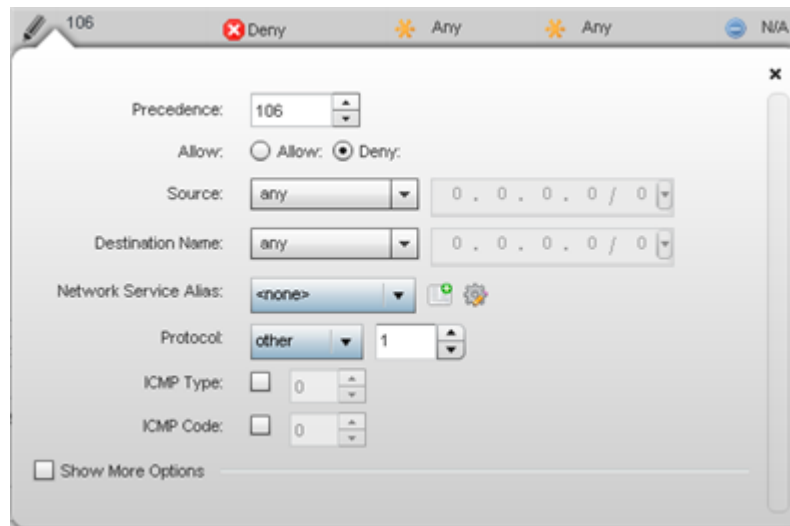 106 Deny Any Any N/A
Precedence: 106
Allow: Allow: Deny:
Source: any 0 . 0 . 0 . 0 / 0
Destination Name: any 0 . 0 . 0 . 0 / 0
Network Service Alias: <none>
Protocol: other 1
ICMP Type: 0
ICMP Code: 0
Show More Options